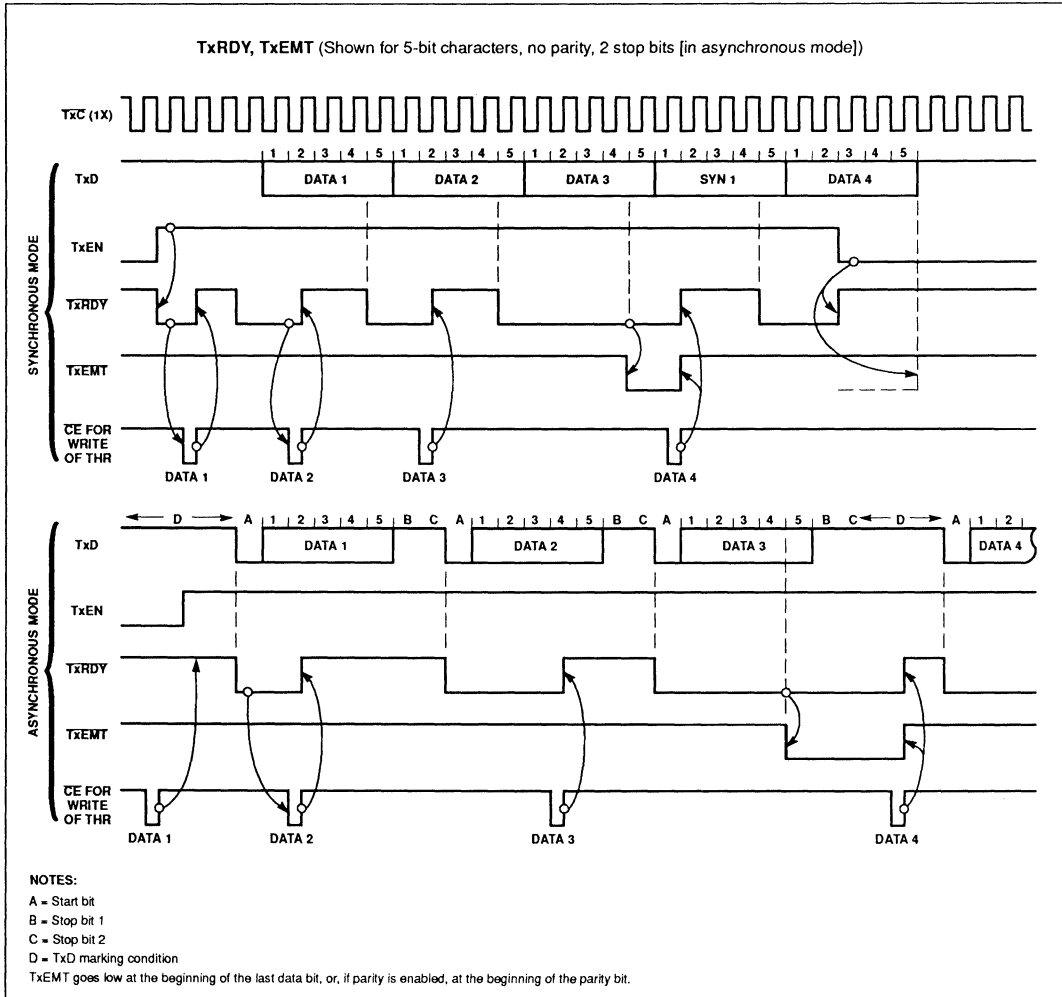 TxRDY, TxEMT (Shown for 5-bit characters, no parity, 2 stop bits [in asynchronous mode])
TxC (1X)
SYNCHRONOUS MODE
1 2 3 4 5 1 2 3 4 5 1 2 3 4 5 1 2 3 4 5 1 2 3 4 5
TxD DATA 1 DATA 2 DATA 3 SYN 1 DATA 4
TxEN
TxRDY
TxEMT
CE FOR
WRITE
OF THR
DATA 1 DATA 2 DATA 3 DATA 4
ASYNCHRONOUS MODE
D A 1 2 3 4 5 B C A 1 2 3 4 5 B C A 1 2 3 4 5 B C D A 1 2
TxD DATA 1 DATA 2 DATA 3 DATA 4
TxEN
TxRDY
TxEMT
CE FOR
WRITE
OF THR
DATA 1 DATA 2 DATA 3 DATA 4
NOTES:
A = Start bit
B = Stop bit 1
C = Stop bit 2
D = TxD marking condition
TxEMT goes low at the beginning of the last data bit, or, if parity is enabled, at the beginning of the parity bit.